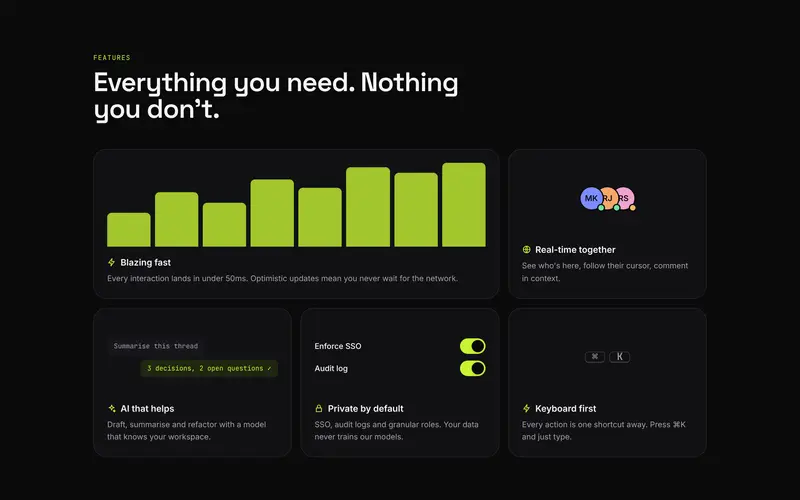 FEATURES
Everything you need. Nothing
you don’t.
MK RJ RS
Blazing fast
Every interaction lands in under 50ms. Optimistic updates mean you never wait for the network.
Real-time together
See who's here, follow their cursor, comment
in context.
Summarise this thread
3 decisions, 2 open questions ✓
Enforce SSO
Audit log
⌘ K
AI that helps
Draft, summarise and refactor with a model
that knows your workspace.
Private by default
SSO, audit logs and granular roles. Your data
never trains our models.
Keyboard first
Every action is one shortcut away. Press ⌘K
and just type.